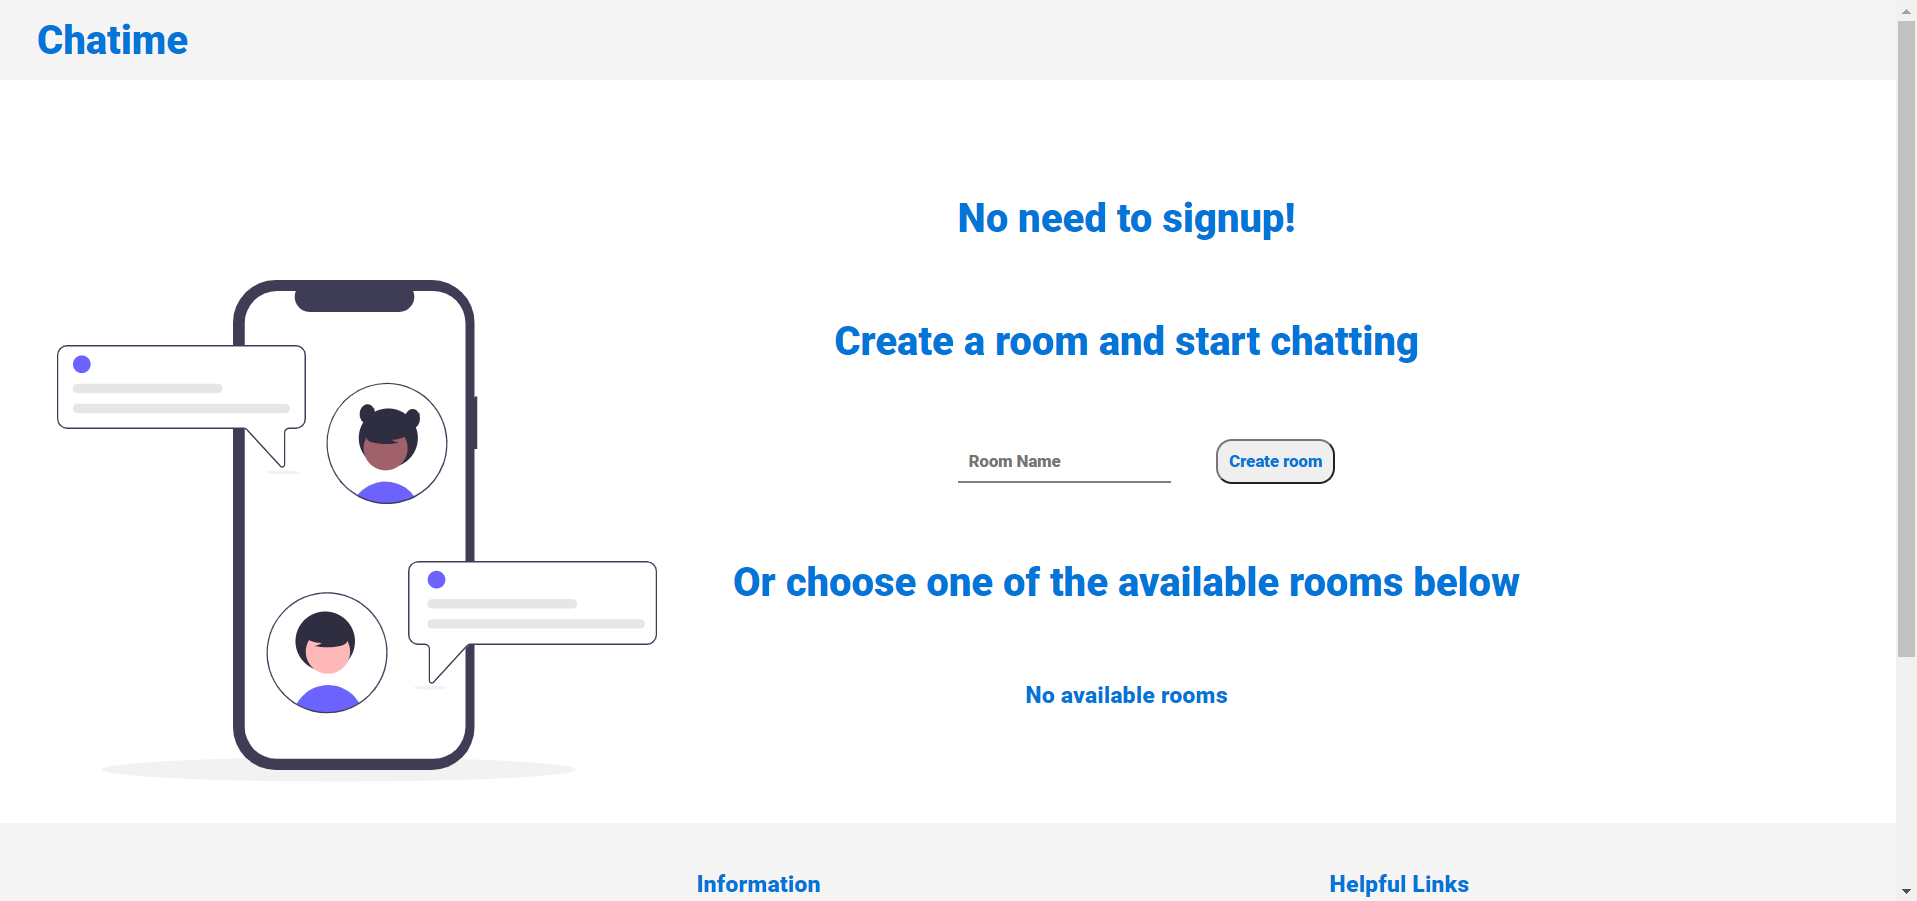 Chatime
No need to signup!
Create a room and start chatting
Room Name
Create room
Or choose one of the available rooms below
No available rooms
Information
Helpful Links